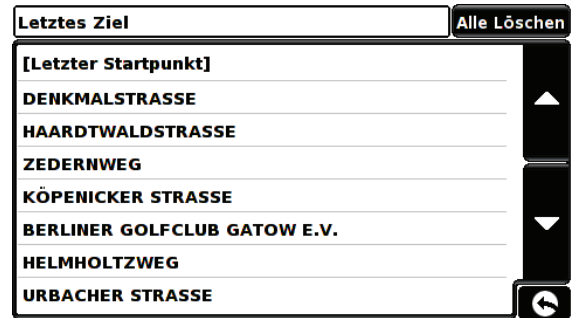 Letztes Ziel
Alle Löschen
[Letzter Startpunkt]
DENKMALSTRASSE
HAARDTWALDSTRASSE
ZEDERNWEG
KÖPENICKER STRASSE
BERLINER GOLFCLUB GATOW E.V.
HELMHOLTZWEG
URBACHER STRASSE